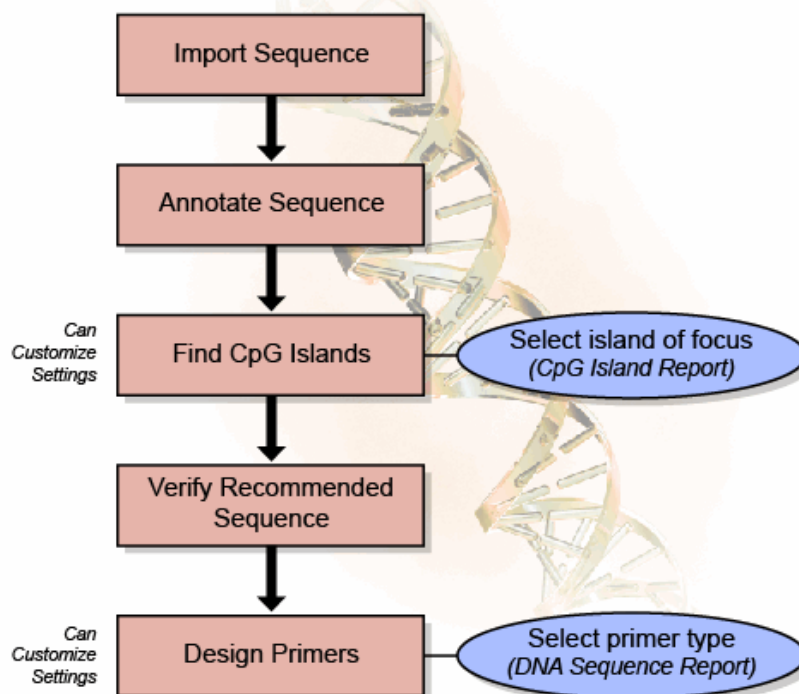 Import Sequence
Annotate Sequence
Can
Customize
Settings
Find CpG Islands
Select island of focus
(CpG Island Report)
Verify Recommended
Sequence
Can
Customize
Settings
Design Primers
Select primer type
(DNA Sequence Report)